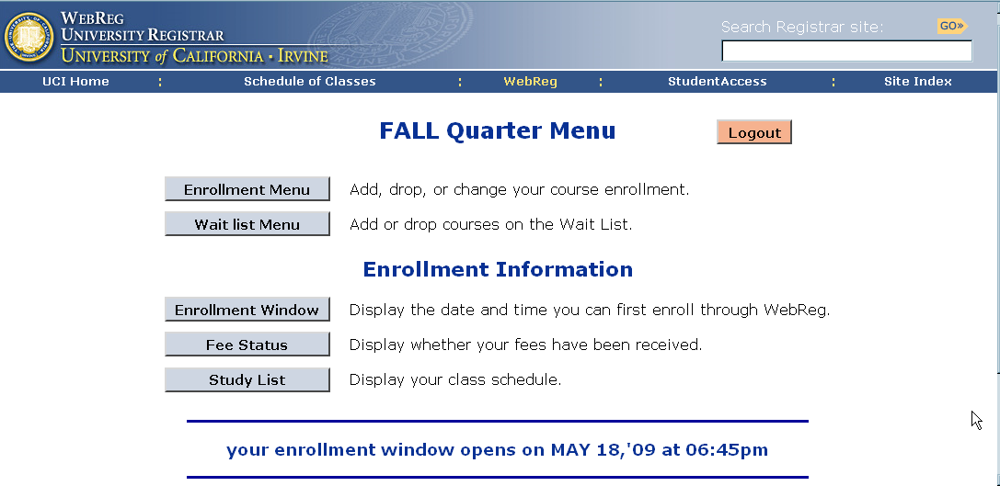 WebReg
University Registrar
University of California · Irvine
Search Registrar site:
GO»
UCI Home : Schedule of Classes : WebReg : StudentAccess : Site Index
FALL Quarter Menu
Logout
Enrollment Menu Add, drop, or change your course enrollment.
Wait list Menu Add or drop courses on the Wait List.
Enrollment Information
Enrollment Window Display the date and time you can first enroll through WebReg.
Fee Status Display whether your fees have been received.
Study List Display your class schedule.
your enrollment window opens on MAY 18,'09 at 06:45pm